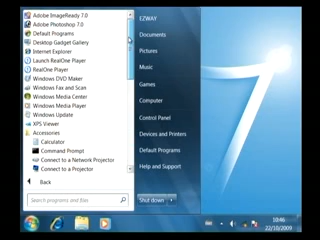 Adobe ImageReady 7.0
Adobe Photoshop 7.0
Default Programs
Desktop Gadget Gallery
Internet Explorer
Launch RealOne Player
RealOne Player
Windows DVD Maker
Windows Fax and Scan
Windows Media Center
Windows Media Player
Windows Update
XPS Viewer
Accessories
Calculator
Command Prompt
Connect to a Network Projector
Connect to a Projector
Back
Search programs and files
EZWAY
Documents
Pictures
Music
Games
Computer
Control Panel
Devices and Printers
Default Programs
Help and Support
Shut down
10:46
22/10/2009